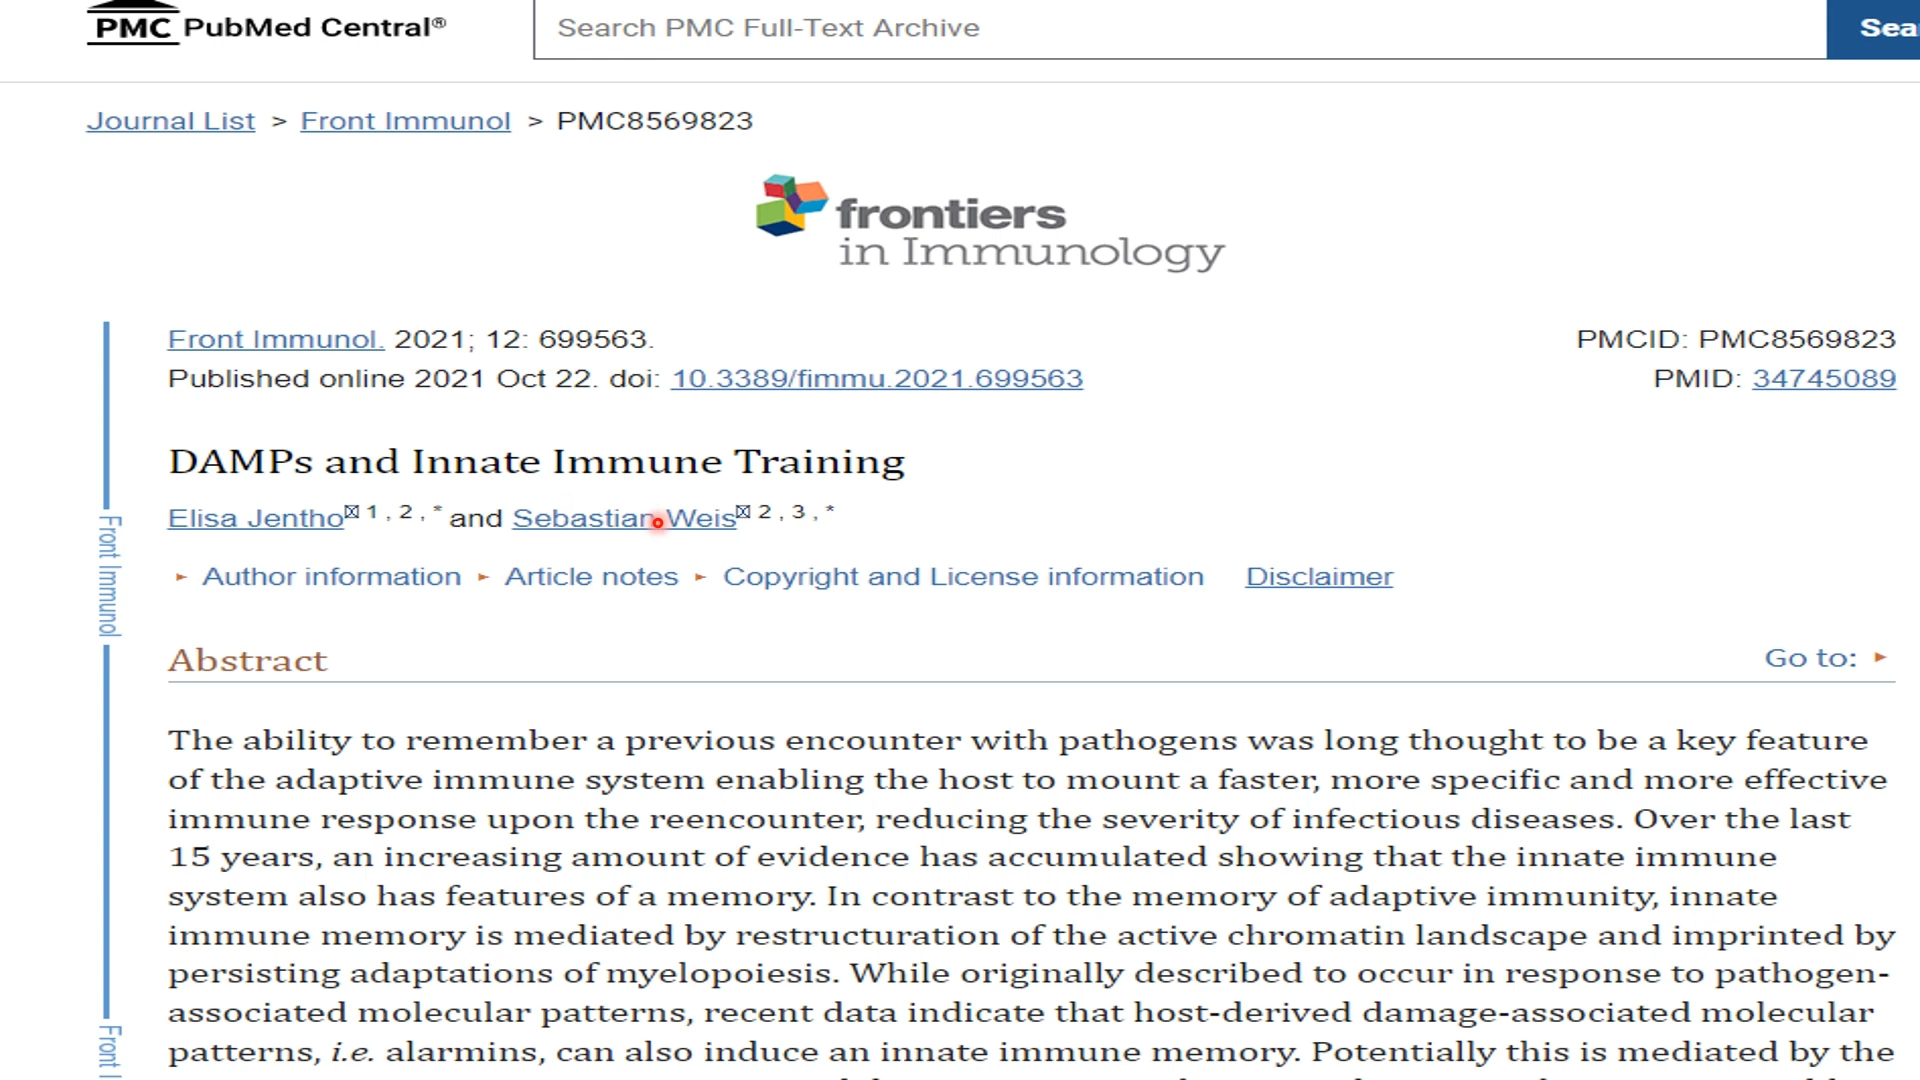 PMC PubMed Central®
Search PMC Full-Text Archive
Journal List > Front Immunol > PMC8569823
frontiers
in Immunology
Front Immunol. 2021; 12: 699563.
PMCID: PMC8569823
Published online 2021 Oct 22. doi: 10.3389/fimmu.2021.699563
PMID: 34745089
DAMPs and Innate Immune Training
Elisa Jentho 1 , 2 , * and Sebastian Weis 2 , 3 , *
Author information Article notes Copyright and License information Disclaimer
Front Immunol
Abstract
Go to:
The ability to remember a previous encounter with pathogens was long thought to be a key feature
of the adaptive immune system enabling the host to mount a faster, more specific and more effective
immune response upon the reencounter, reducing the severity of infectious diseases. Over the last
15 years, an increasing amount of evidence has accumulated showing that the innate immune
system also has features of a memory. In contrast to the memory of adaptive immunity, innate
immune memory is mediated by restructuration of the active chromatin landscape and imprinted by
persisting adaptations of myelopoiesis. While originally described to occur in response to pathogen-
associated molecular patterns, recent data indicate that host-derived damage-associated molecular
patterns, i.e. alarmins, can also induce an innate immune memory. Potentially this is mediated by the
Front